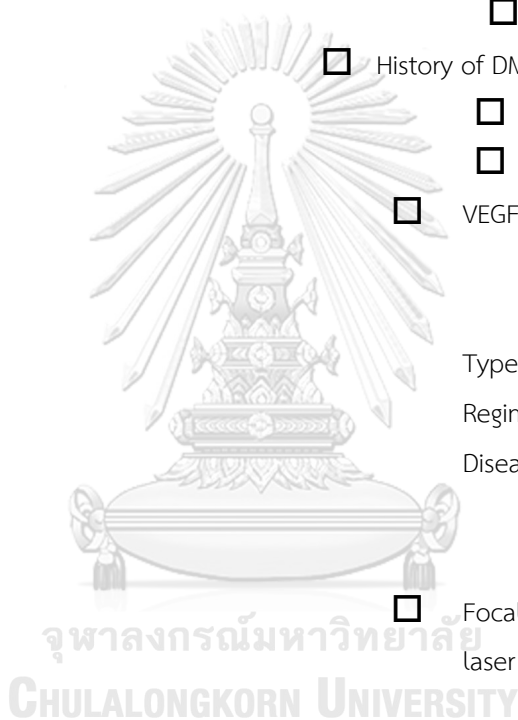 ☐
☐ History of DM
☐
☐
☐ VEGF
Type
Regim
Disea
☐ Focal
laser
จุฬาลงกรณ์มหาวิทยาลัย
CHULALONGKORN UNIVERSITY